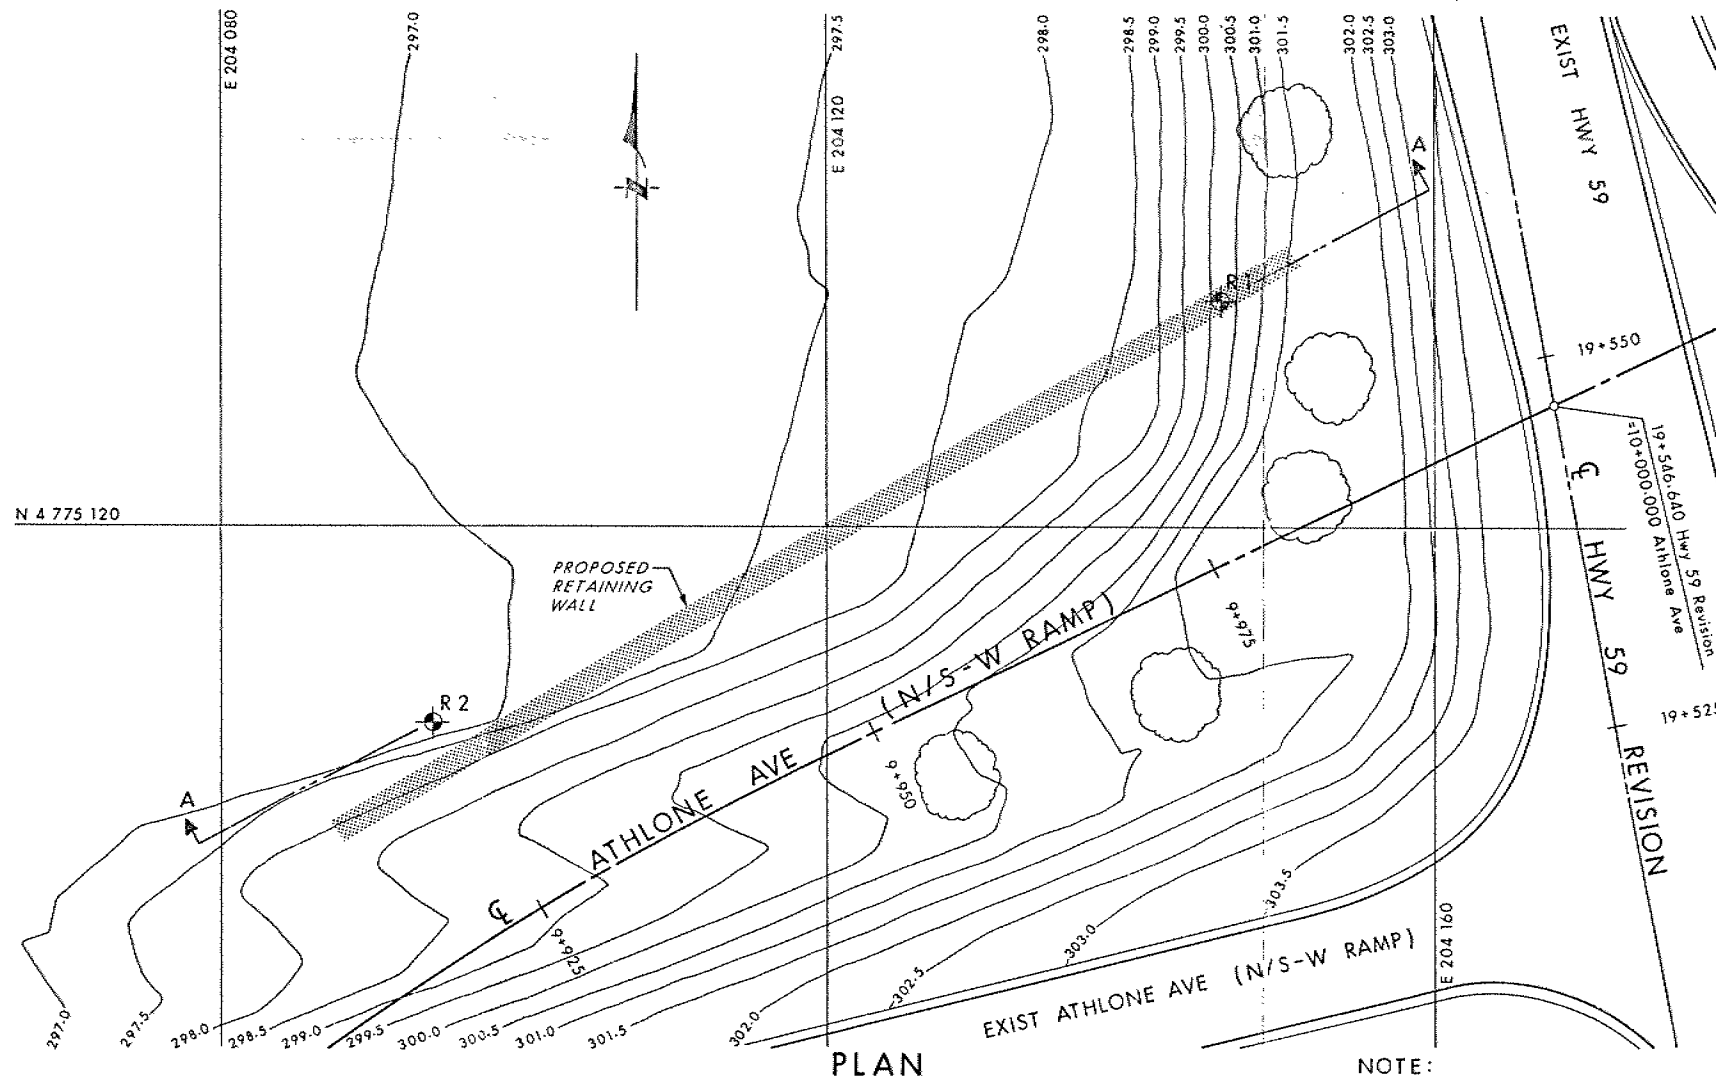 E 204 080
297.0
297.5
E 204 120
298.0
298.5
299.0
299.5
300.0
300.5
301.0
301.5
302.0
302.5
303.0
EXIST HWY 59
A
N
R 1
19+550
19+546.640 Hwy 59 Revision
=10+000.000 Athlone Ave
N 4 775 120
PROPOSED
RETAINING
WALL
℄ HWY 59 REVISION
9+975
R 2
19+525
A
℄ ATHLONE AVE (N/S-W RAMP)
9+950
9+925
303.5
303.0
302.5
E 204 160
EXIST ATHLONE AVE (N/S-W RAMP)
297.0
297.5
298.0
298.5
299.0
299.5
300.0
300.5
301.0
301.5
302.0
PLAN
NOTE: